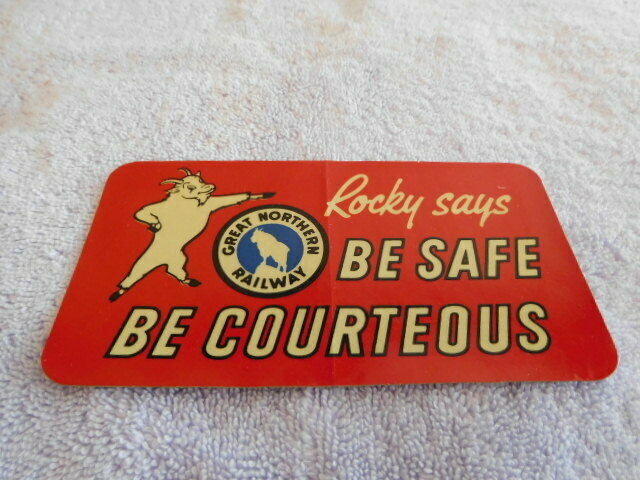 Rocky says
GREAT NORTHERN
RAILWAY
BE SAFE
BE COURTEOUS